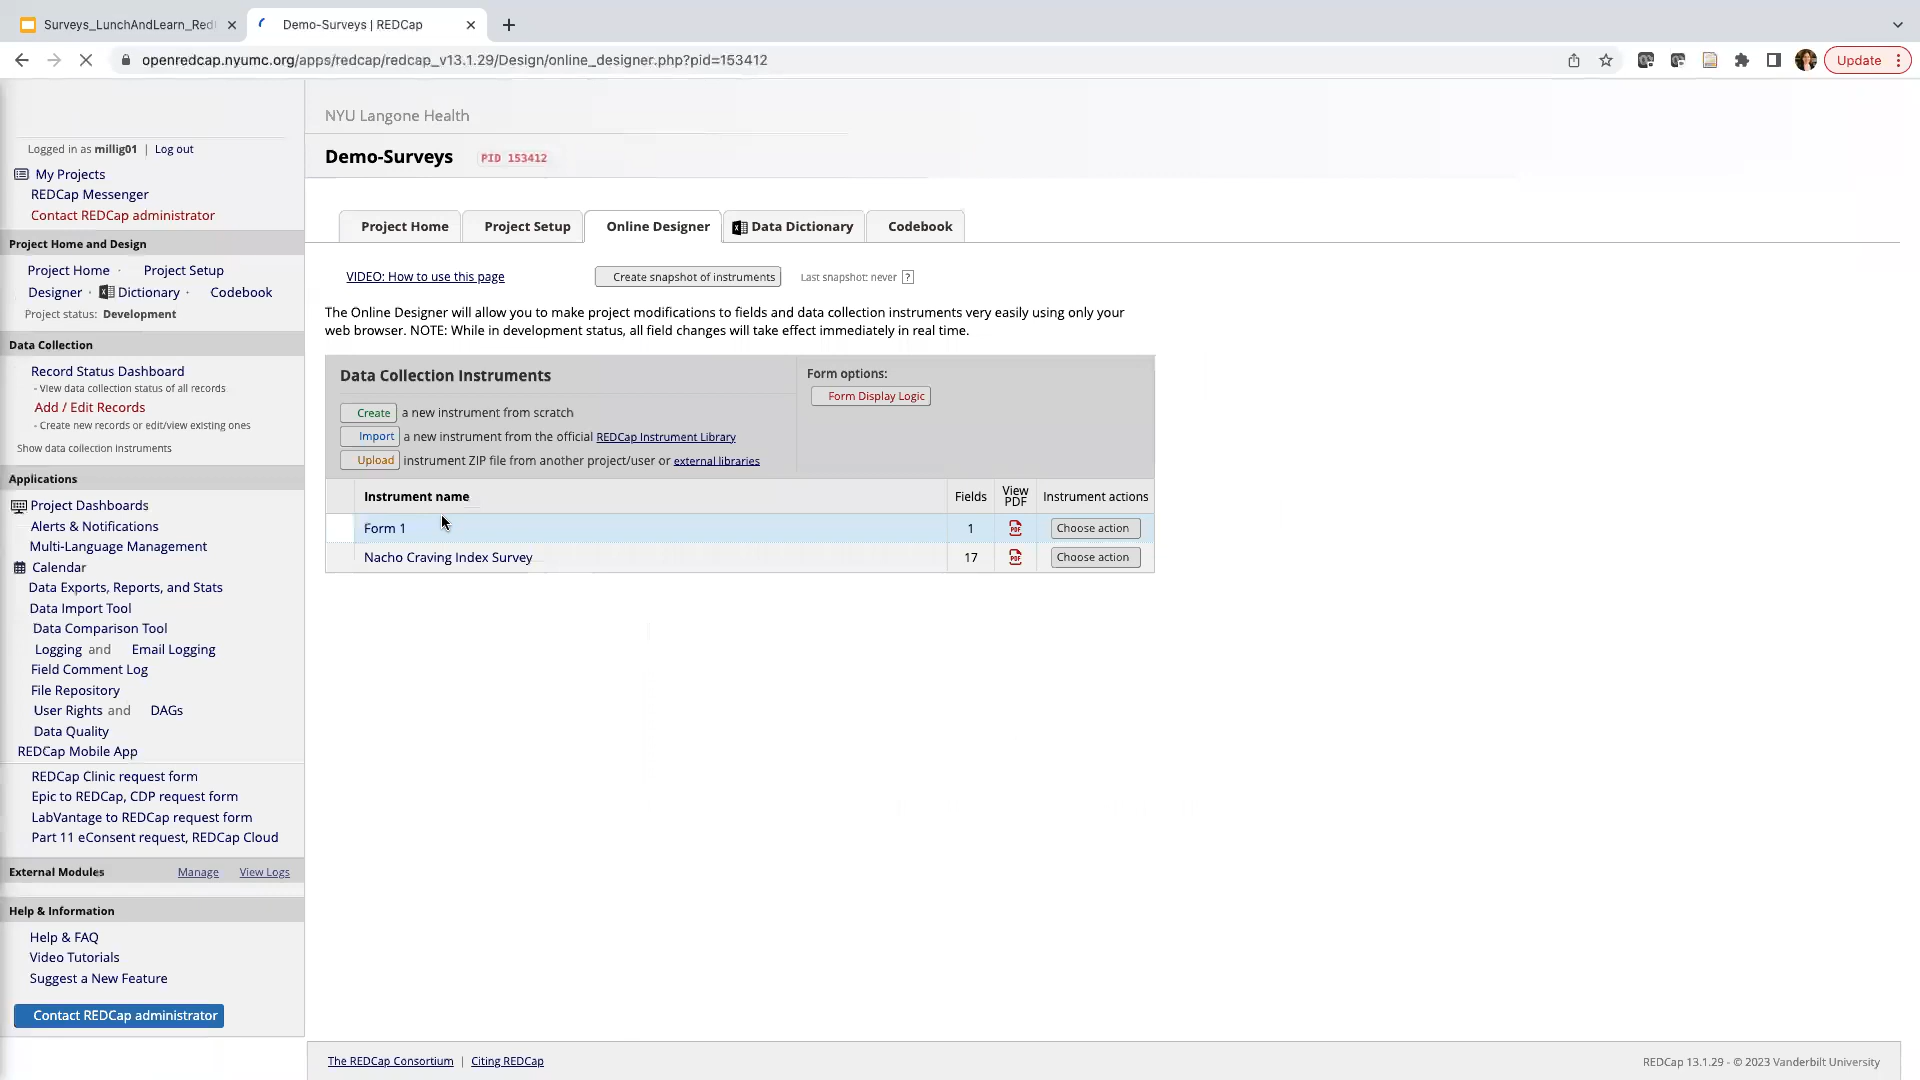 Surveys_LunchAndLearn_Red
Demo-Surveys | REDCap
openredcap.nyumc.org/apps/redcap/redcap_v13.1.29/Design/online_designer.php?pid=153412
Update
Logged in as millig01 | Log out
My Projects
REDCap Messenger
Contact REDCap administrator
Project Home and Design
Project Home · Project Setup
Designer · Dictionary · Codebook
Project status: Development
Data Collection
Record Status Dashboard
- View data collection status of all records
Add / Edit Records
- Create new records or edit/view existing ones
Show data collection instruments
Applications
Project Dashboards
Alerts & Notifications
Multi-Language Management
Calendar
Data Exports, Reports, and Stats
Data Import Tool
Data Comparison Tool
Logging and Email Logging
Field Comment Log
File Repository
User Rights and DAGs
Data Quality
REDCap Mobile App
REDCap Clinic request form
Epic to REDCap, CDP request form
LabVantage to REDCap request form
Part 11 eConsent request, REDCap Cloud
External Modules Manage View Logs
Help & Information
Help & FAQ
Video Tutorials
Suggest a New Feature
Contact REDCap administrator
NYU Langone Health
Demo-Surveys PID 153412
Project Home Project Setup Online Designer Data Dictionary Codebook
VIDEO: How to use this page Create snapshot of instruments Last snapshot: never ?
The Online Designer will allow you to make project modifications to fields and data collection instruments very easily using only your
web browser. NOTE: While in development status, all field changes will take effect immediately in real time.
Data Collection Instruments
Create a new instrument from scratch
Import a new instrument from the official REDCap Instrument Library
Upload instrument ZIP file from another project/user or external libraries
Form options:
Form Display Logic
Instrument name Fields View PDF Instrument actions
Form 1 1 PDF Choose action
Nacho Craving Index Survey 17 PDF Choose action
The REDCap Consortium | Citing REDCap
REDCap 13.1.29 - © 2023 Vanderbilt University